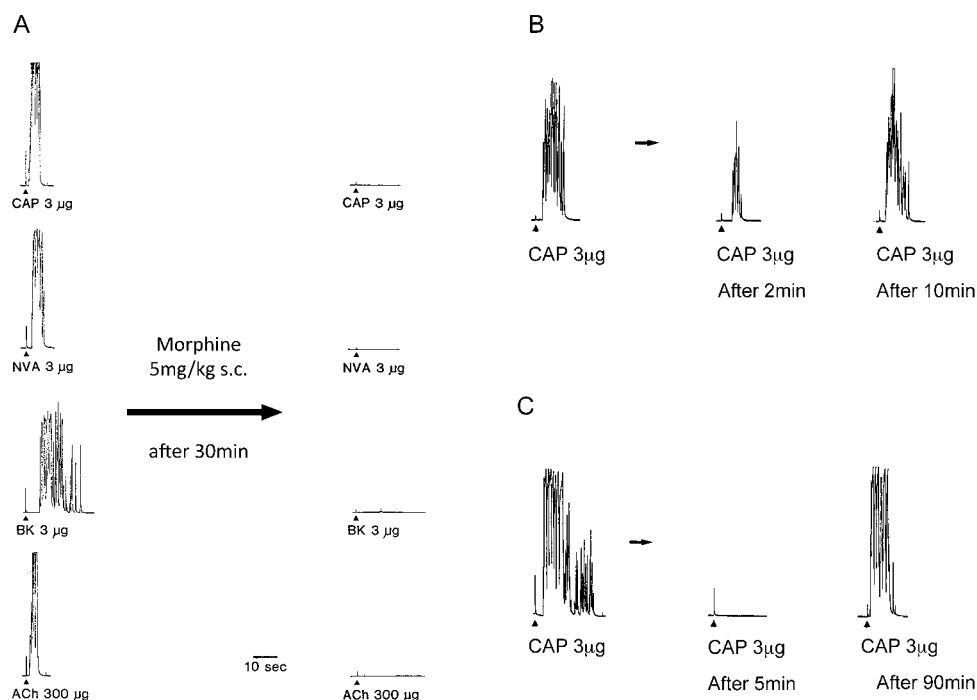 A
CAP 3 µg
NVA 3 µg
BK 3 µg
ACh 300 µg
Morphine
5mg/kg s.c.
after 30min
10 sec
CAP 3 µg
NVA 3 µg
BK 3 µg
ACh 300 µg
B
CAP 3µg
CAP 3µg
After 2min
CAP 3µg
After 10min
C
CAP 3µg
CAP 3µg
After 5min
CAP 3µg
After 90min